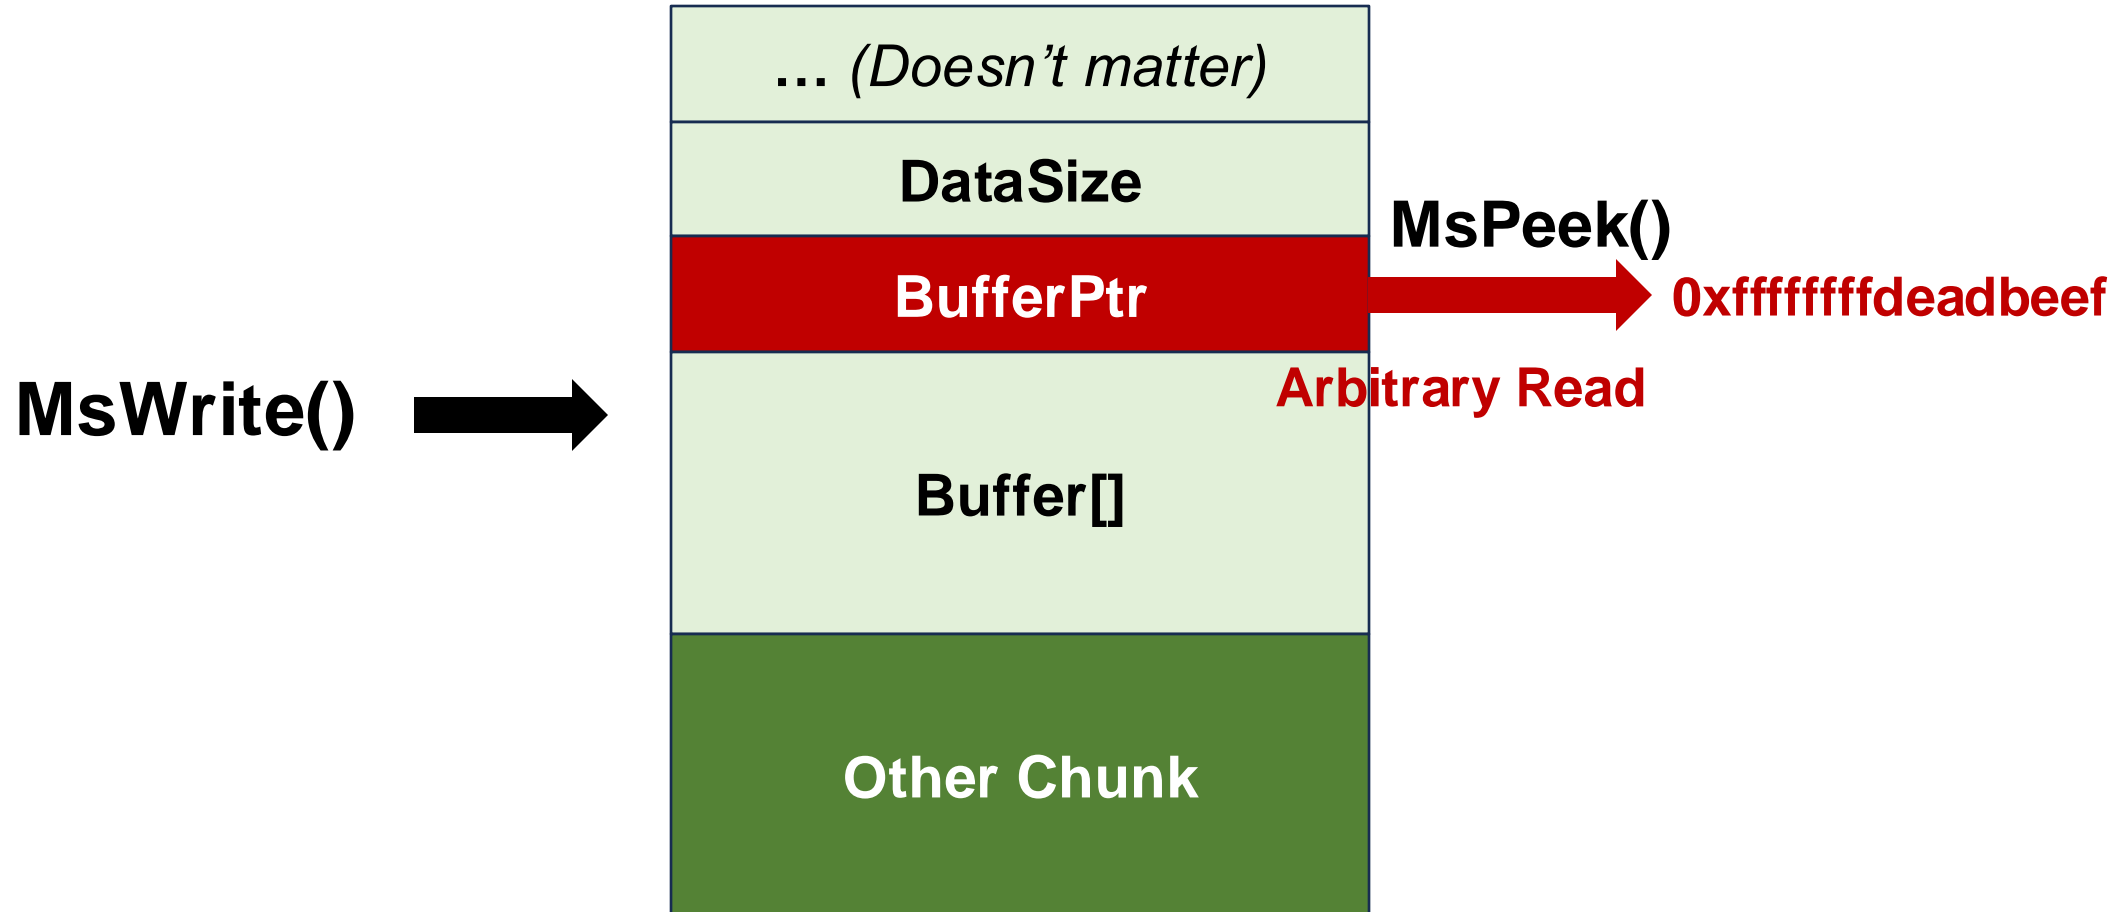 … (Doesn’t matter)
DataSize
MsPeek()
BufferPtr
0xffffffffdeadbeef
Arbitrary Read
MsWrite()
Buffer[]
Other Chunk